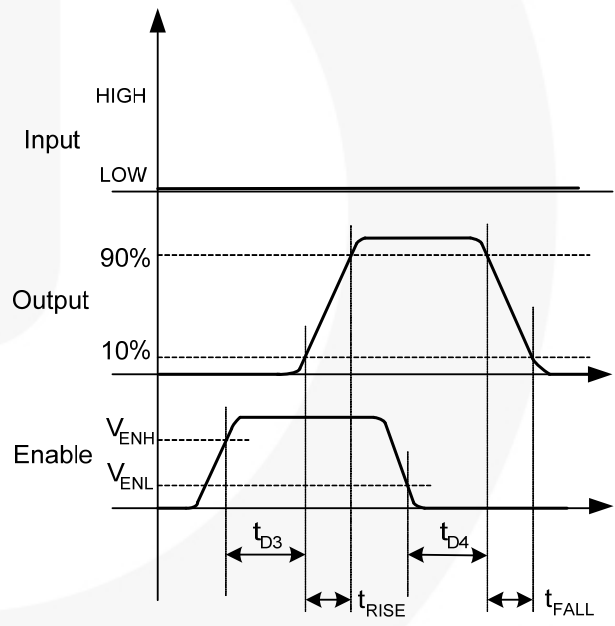 HIGH
Input
LOW
90%
Output
10%
VENH
Enable
VENL
tD3
tD4
tRISE
tFALL